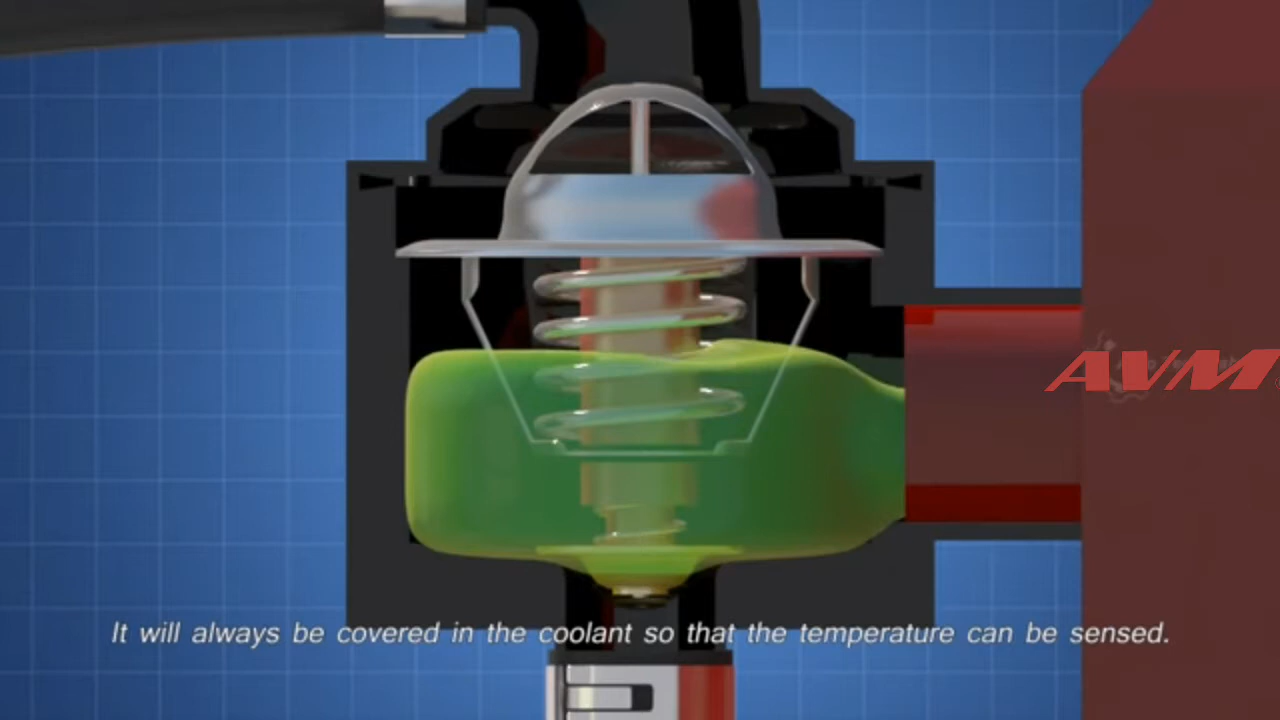 AVM
It will always be covered in the coolant so that the temperature can be sensed.